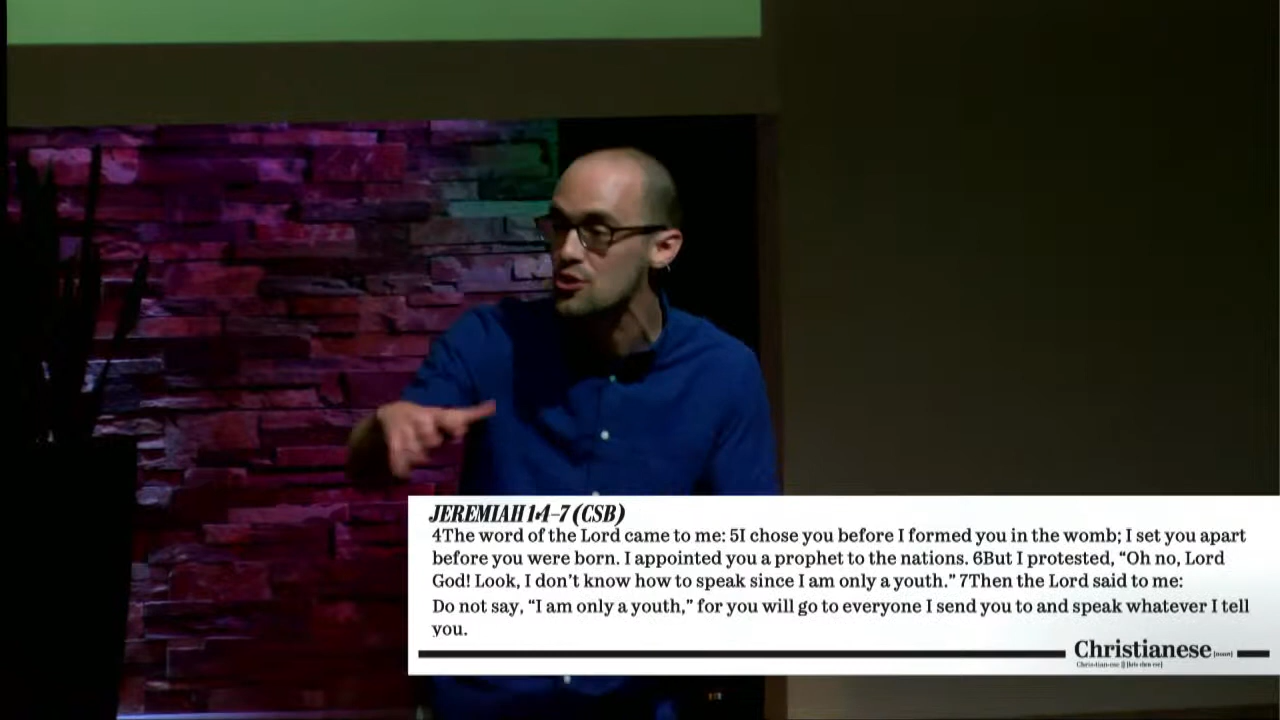 JEREMIAH 1:4–7 (CSB)
4The word of the Lord came to me: 5I chose you before I formed you in the womb; I set you apart
before you were born. I appointed you a prophet to the nations. 6But I protested, “Oh no, Lord
God! Look, I don’t know how to speak since I am only a youth.” 7Then the Lord said to me:
Do not say, “I am only a youth,” for you will go to everyone I send you to and speak whatever I tell
you.
Christianese [noun]